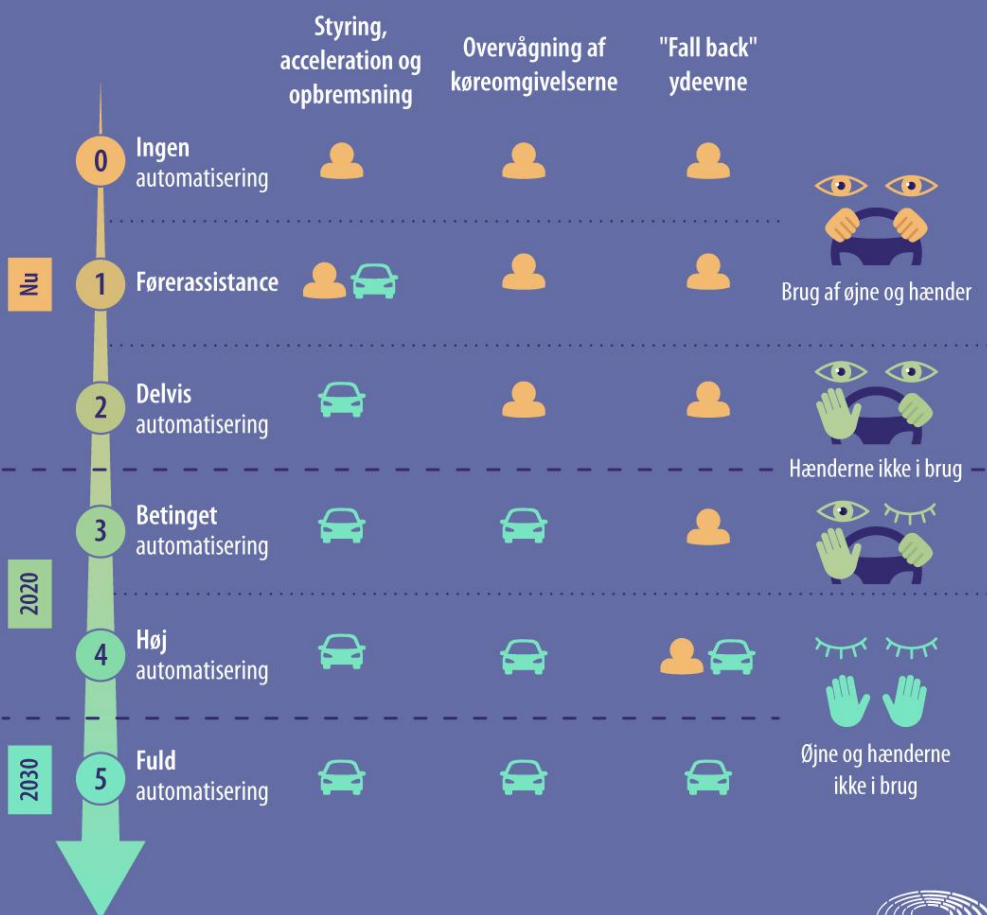 Styring,
acceleration og
opbremsning
Overvågning af
køreomgivelserne
"Fall back"
ydeevne
0
Ingen
automatisering
Nu
1
Førerassistance
Brug af øjne og hænder
2
Delvis
automatisering
Hænderne ikke i brug
3
Betinget
automatisering
2020
4
Høj
automatisering
2030
5
Fuld
automatisering
Øjne og hænderne
ikke i brug